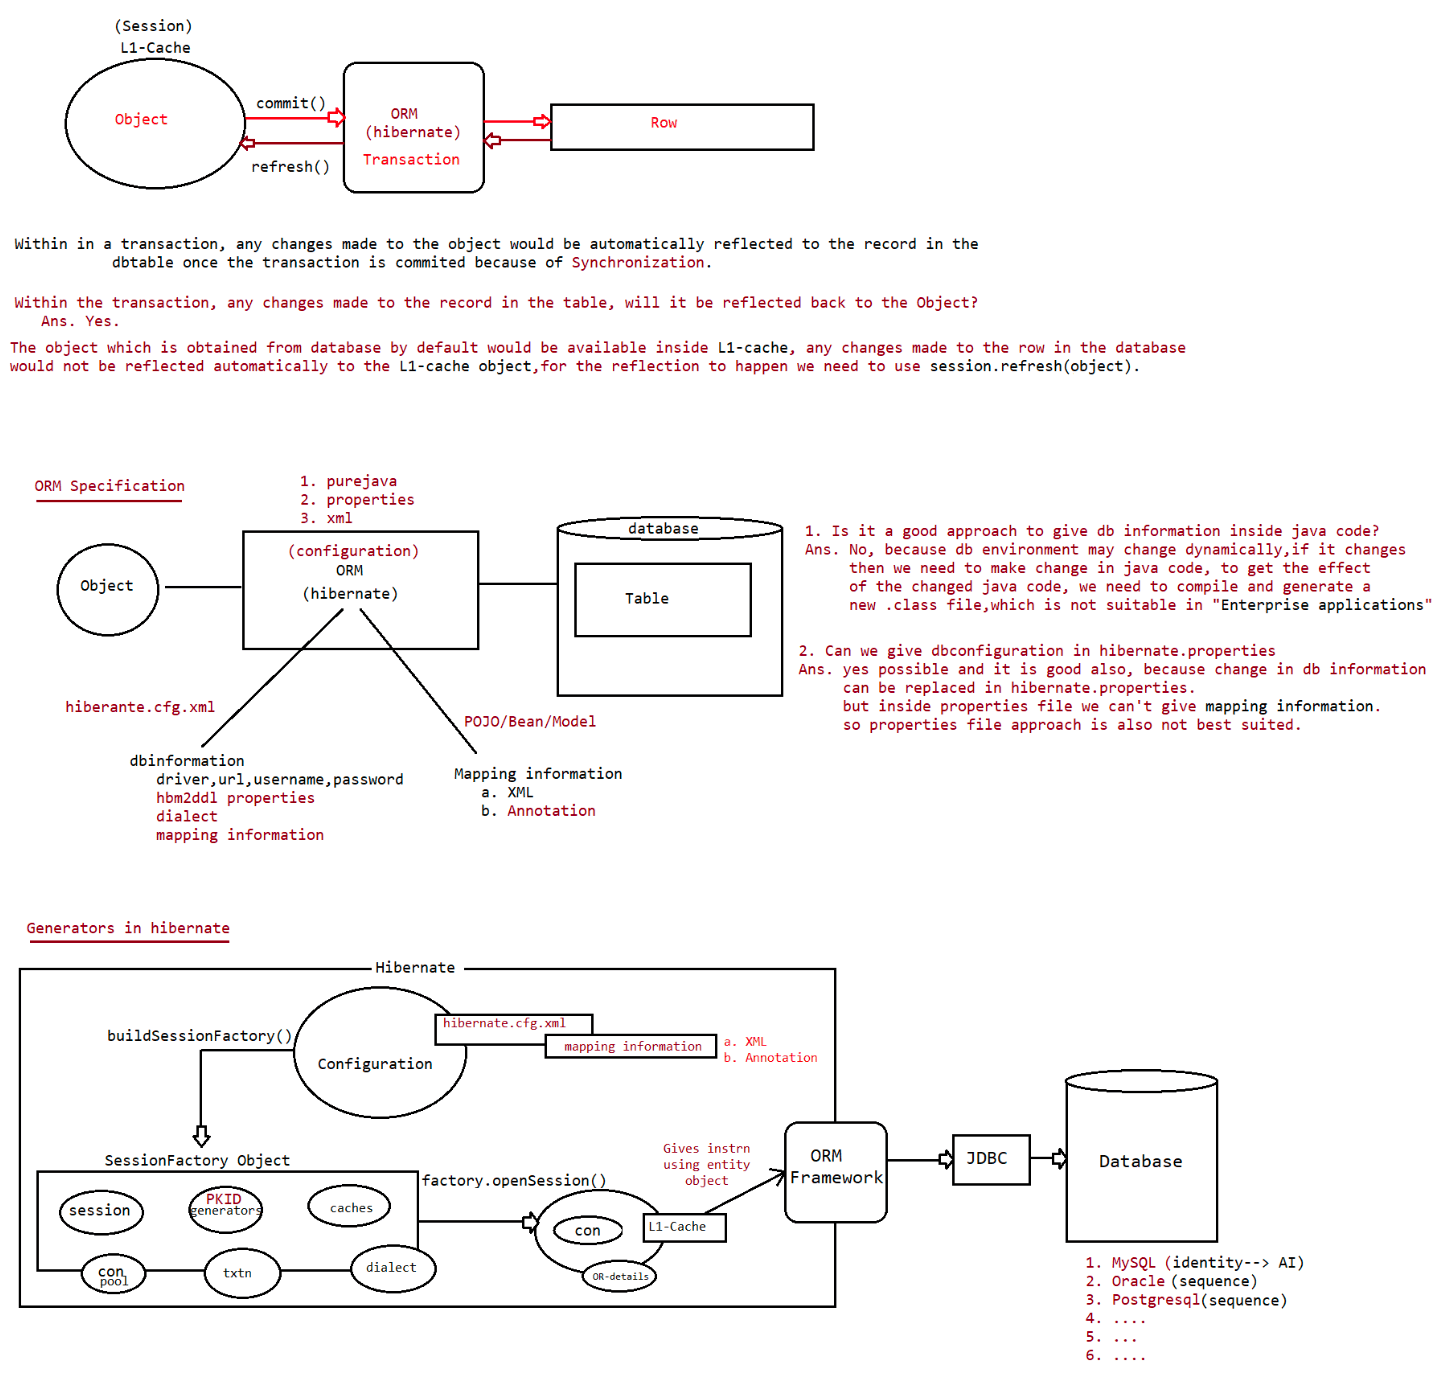 (Session)
L1-Cache
Object
commit()
refresh()
ORM
(hibernate)
Transaction
Row
Within in a transaction, any changes made to the object would be automatically reflected to the record in the
dbtable once the transaction is commited because of Synchronization.
Within the transaction, any changes made to the record in the table, will it be reflected back to the Object?
Ans. Yes.
The object which is obtained from database by default would be available inside L1-cache, any changes made to the row in the database
would not be reflected automatically to the L1-cache object,for the reflection to happen we need to use session.refresh(object).
ORM Specification
1. purejava
2. properties
3. xml
Object
(configuration)
ORM
(hibernate)
database
Table
hiberante.cfg.xml
dbinformation
driver,url,username,password
hbm2ddl properties
dialect
mapping information
POJO/Bean/Model
Mapping information
a. XML
b. Annotation
1. Is it a good approach to give db information inside java code?
Ans. No, because db environment may change dynamically,if it changes
then we need to make change in java code, to get the effect
of the changed java code, we need to compile and generate a
new .class file,which is not suitable in "Enterprise applications"
2. Can we give dbconfiguration in hibernate.properties
Ans. yes possible and it is good also, because change in db information
can be replaced in hibernate.properties.
but inside properties file we can't give mapping information.
so properties file approach is also not best suited.
Generators in hibernate
Hibernate
buildSessionFactory()
Configuration
hibernate.cfg.xml
mapping information
a. XML
b. Annotation
SessionFactory Object
session
PKID
generators
caches
con
pool
txtn
dialect
factory.openSession()
con
L1-Cache
OR-details
Gives instrn
using entity
object
ORM
Framework
JDBC
Database
1. MySQL (identity--> AI)
2. Oracle (sequence)
3. Postgresql(sequence)
4. ....
5. ...
6. ....